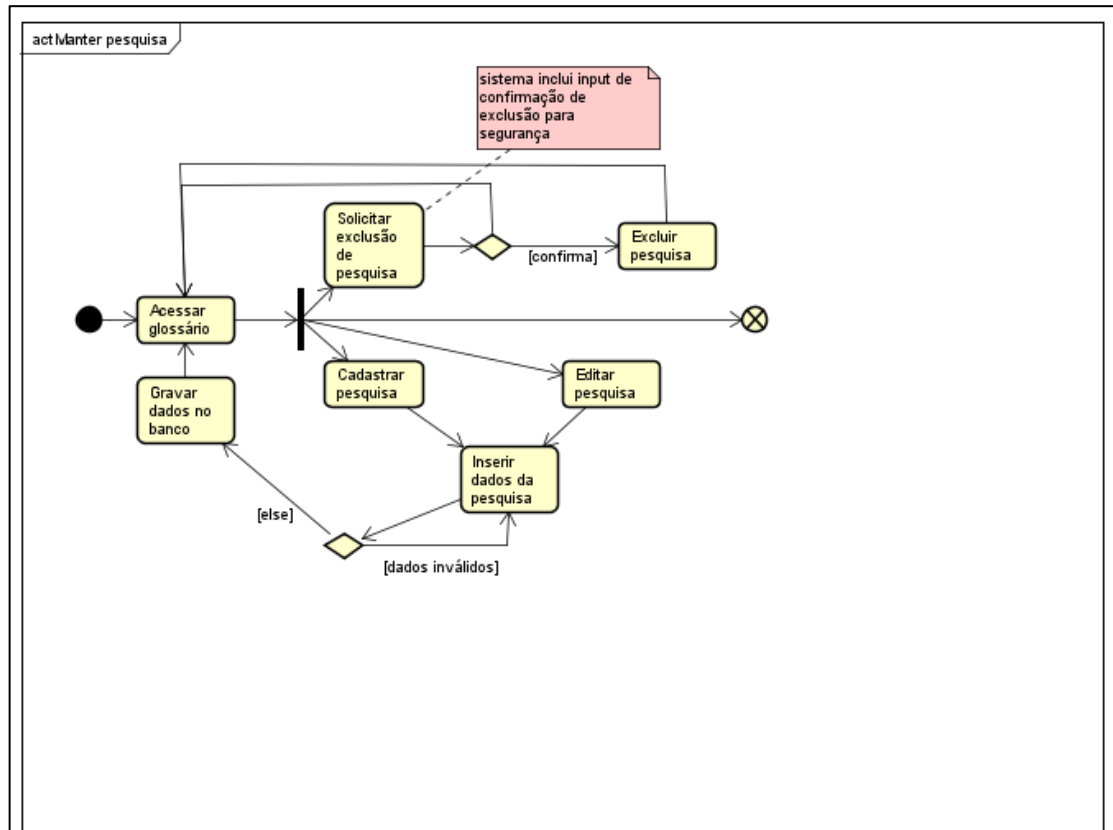 act Manter pesquisa
sistema inclui input de
confirmação de
exclusão para
segurança
Solicitar
exclusão
de
pesquisa
[confirma]
Excluir
pesquisa
Acessar
glossário
Cadastrar
pesquisa
Editar
pesquisa
Gravar
dados no
banco
Inserir
dados da
pesquisa
[else]
[dados inválidos]